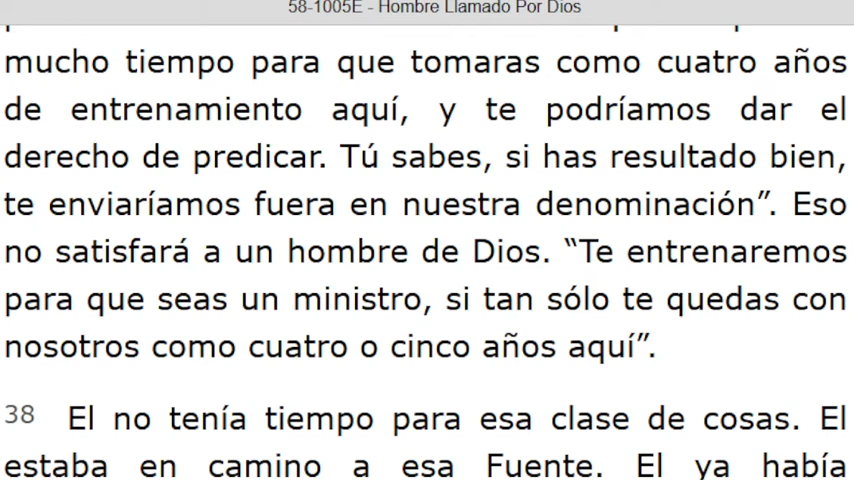 58-1005E - Hombre Llamado Por Dios
mucho tiempo para que tomaras como cuatro años
de entrenamiento aquí, y te podríamos dar el
derecho de predicar. Tú sabes, si has resultado bien,
te enviaríamos fuera en nuestra denominación”. Eso
no satisfará a un hombre de Dios. “Te entrenaremos
para que seas un ministro, si tan sólo te quedas con
nosotros como cuatro o cinco años aquí”.
38 El no tenía tiempo para esa clase de cosas. El
estaba en camino a esa Fuente. El ya había